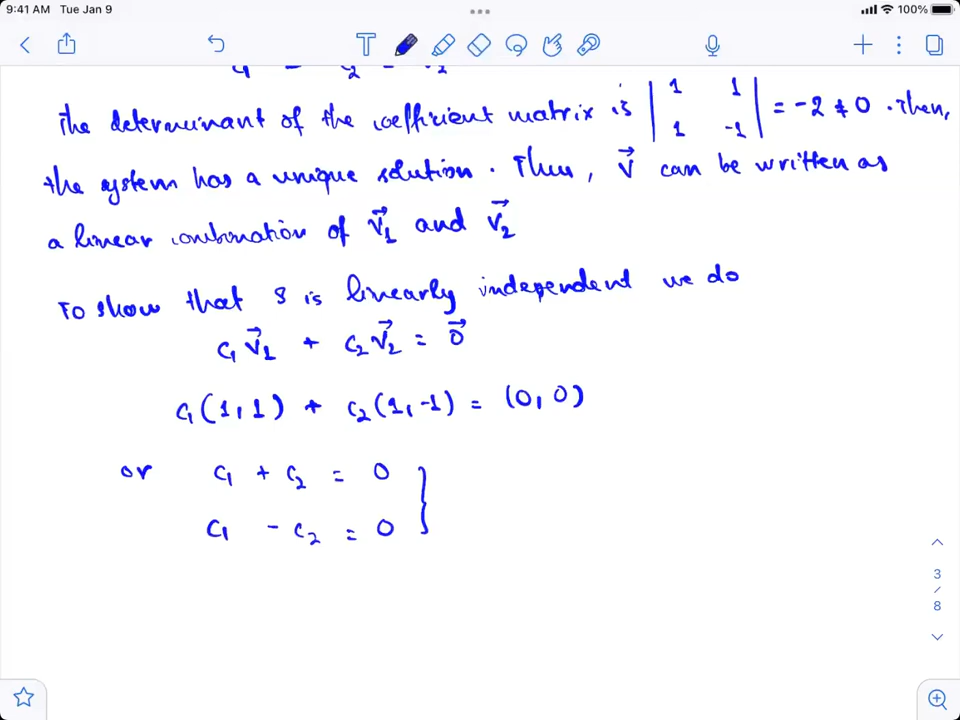 9:41 AM Tue Jan 9
100%
The determinant of the coefficient matrix is | 1 1 | = -2 ≠ 0 . Then,
| 1 -1 |
the system has a unique solution . Thus, v⃗ can be written as
a linear combination of v⃗₁ and v⃗₂
To show that S is linearly independent we do
c₁ v⃗₁ + c₂ v⃗₂ = 0⃗
c₁(1,1) + c₂(1,-1) = (0,0)
or c₁ + c₂ = 0 }
c₁ - c₂ = 0
3
/
8